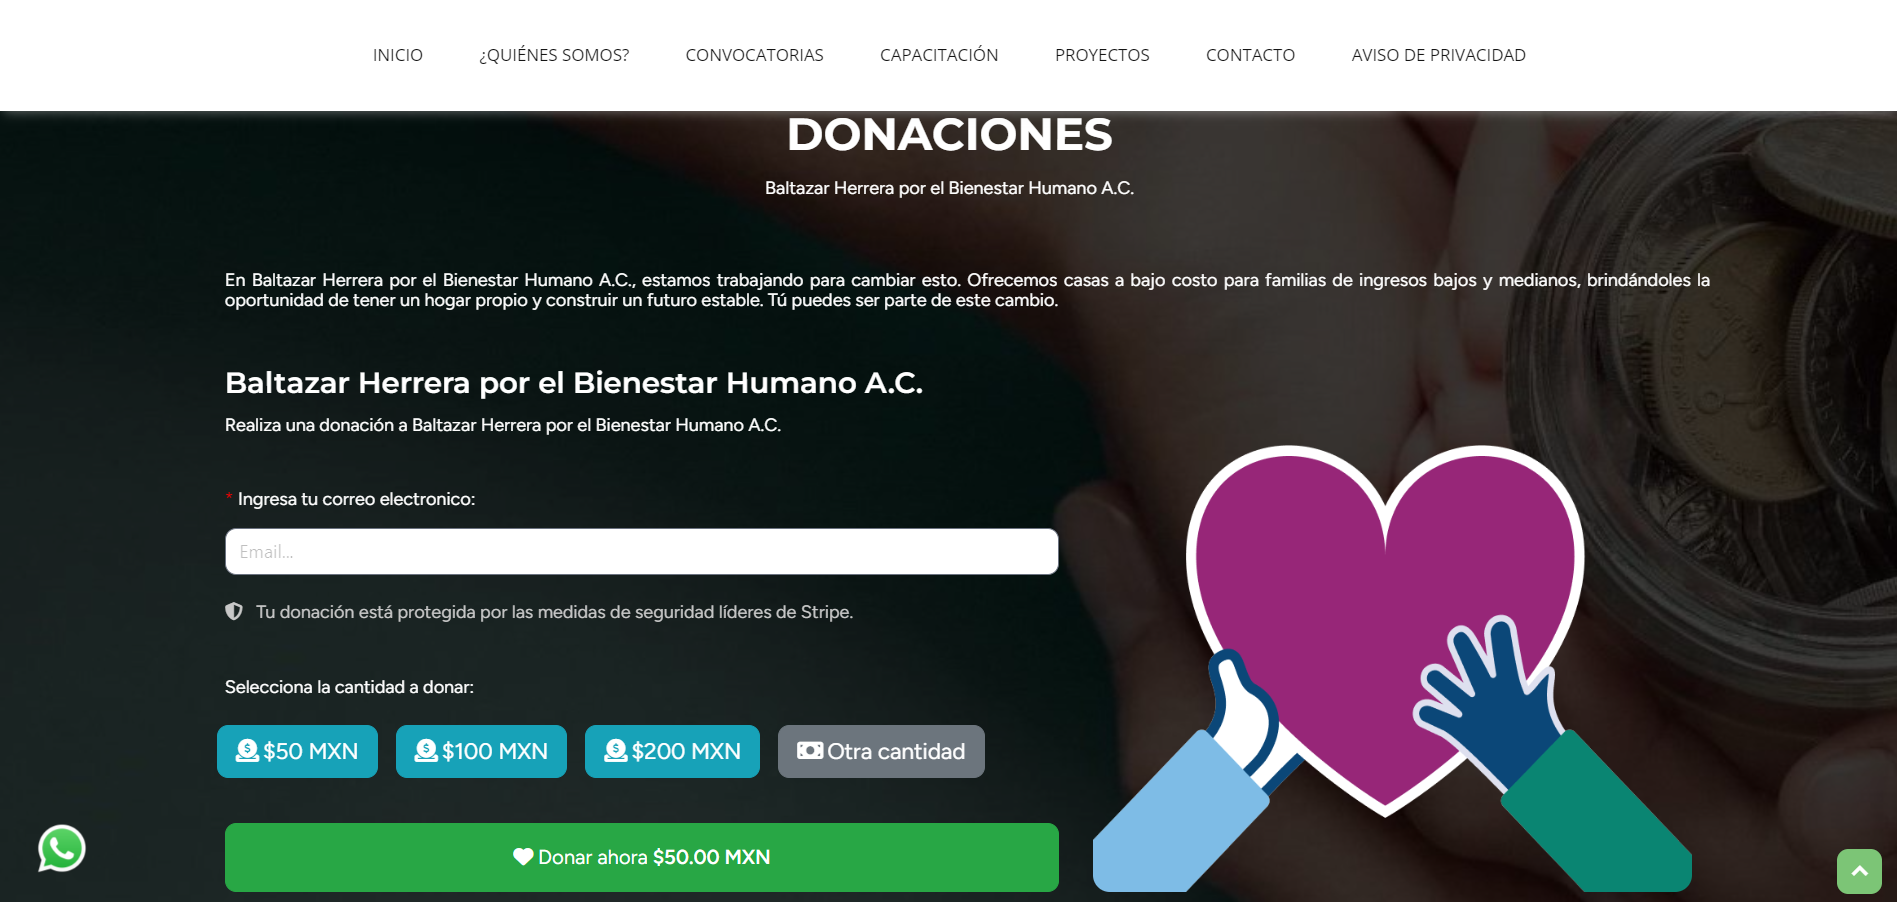 INICIO ¿QUIÉNES SOMOS? CONVOCATORIAS CAPACITACIÓN PROYECTOS CONTACTO AVISO DE PRIVACIDAD
DONACIONES
Baltazar Herrera por el Bienestar Humano A.C.
En Baltazar Herrera por el Bienestar Humano A.C., estamos trabajando para cambiar esto. Ofrecemos casas a bajo costo para familias de ingresos bajos y medianos, brindándoles la
oportunidad de tener un hogar propio y construir un futuro estable. Tú puedes ser parte de este cambio.
Baltazar Herrera por el Bienestar Humano A.C.
Realiza una donación a Baltazar Herrera por el Bienestar Humano A.C.
* Ingresa tu correo electronico:
Email...
Tu donación está protegida por las medidas de seguridad líderes de Stripe.
Selecciona la cantidad a donar:
$50 MXN $100 MXN $200 MXN Otra cantidad
Donar ahora $50.00 MXN